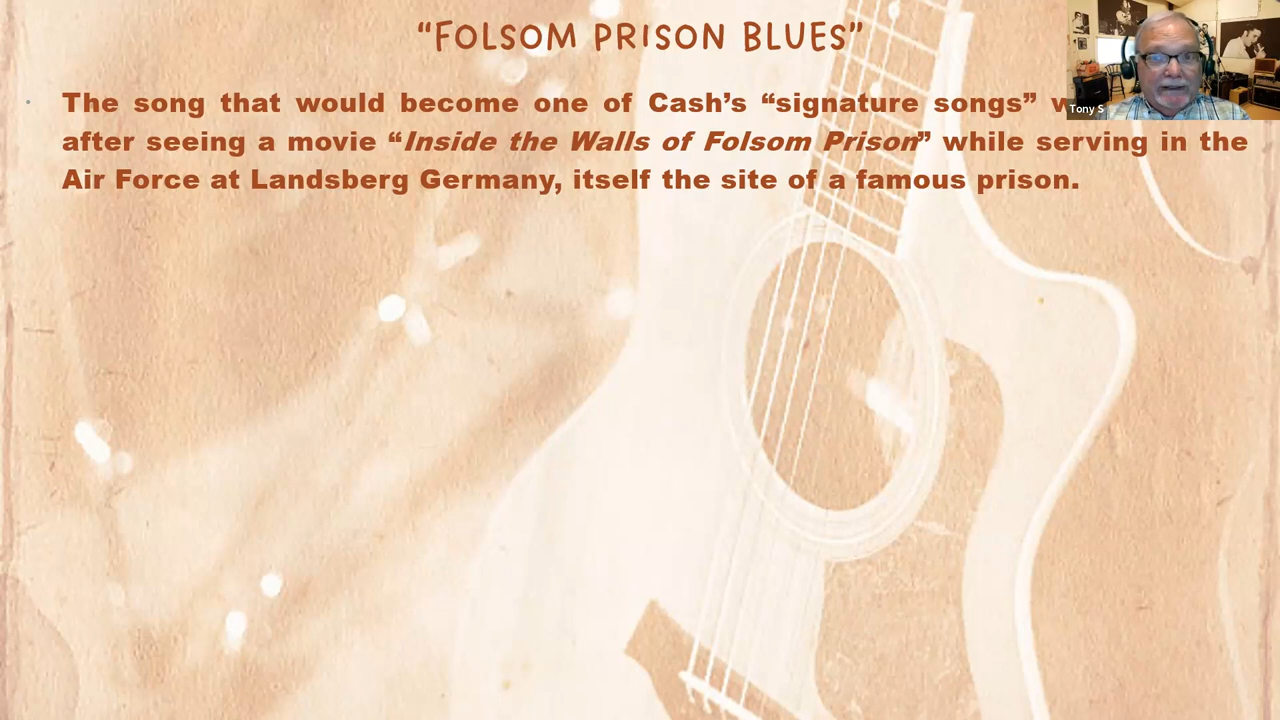 “FOLSOM PRISON BLUES”
The song that would become one of Cash’s “signature songs”
after seeing a movie “Inside the Walls of Folsom Prison” while serving in the
Air Force at Landsberg Germany, itself the site of a famous prison.
Tony S